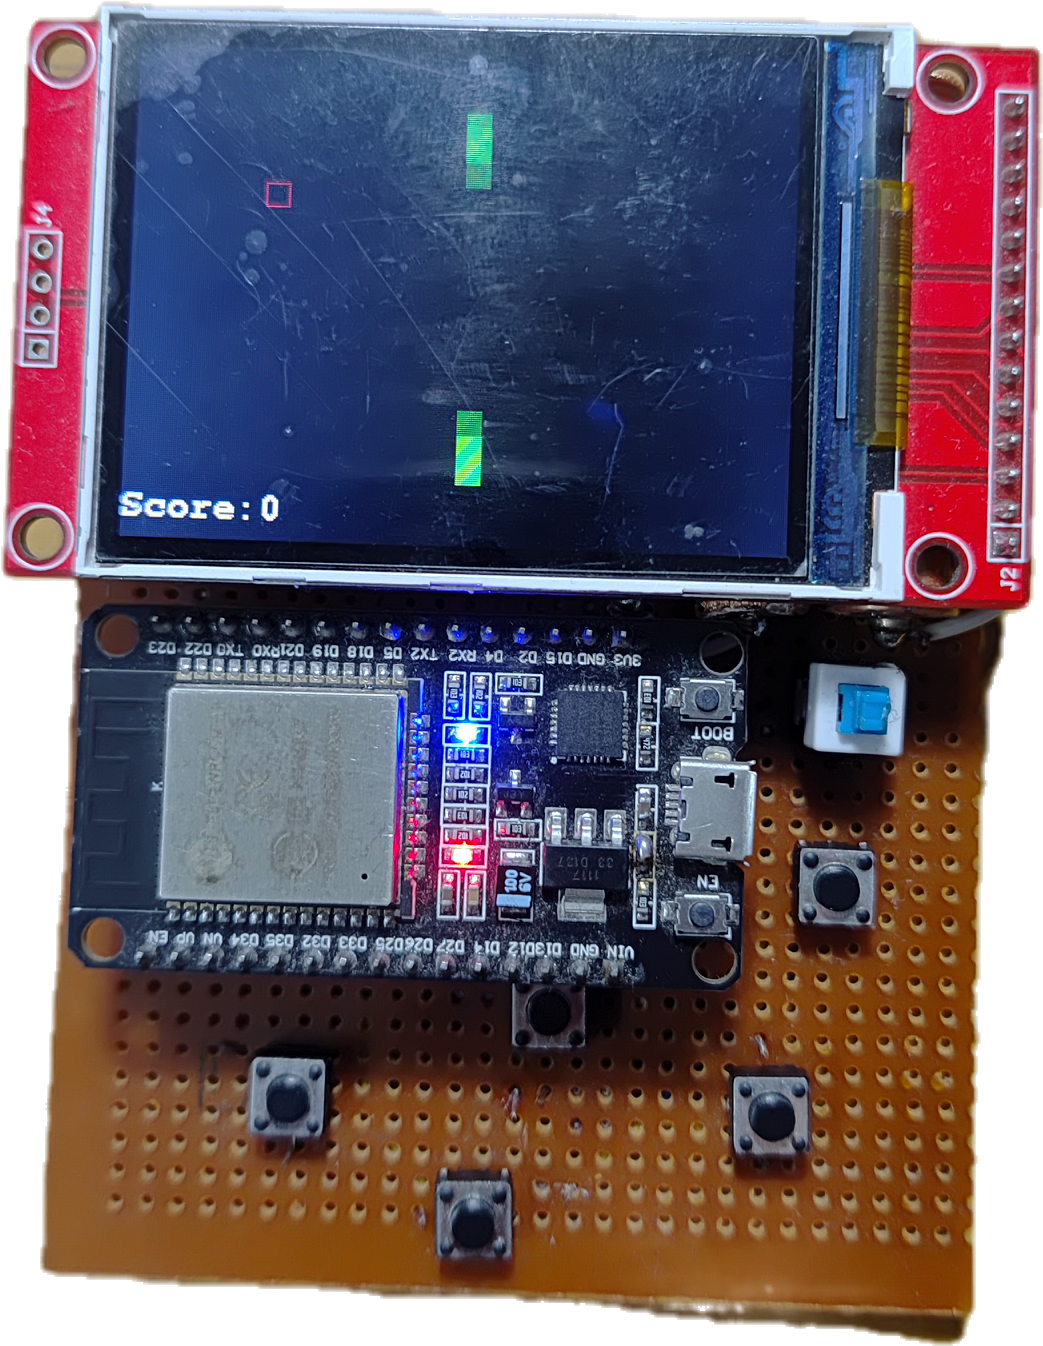 J4
Score:0
J2
D23 D22 TX0 RX0 D21 D19 D18 D5 TX2 RX2 D4 D2 D15 GND 3V3
BOOT
1117
33 D137
100
6V
EN
EN VP VN D34 D35 D32 D33 D25 D26 D27 D14 D12 D13 GND VIN